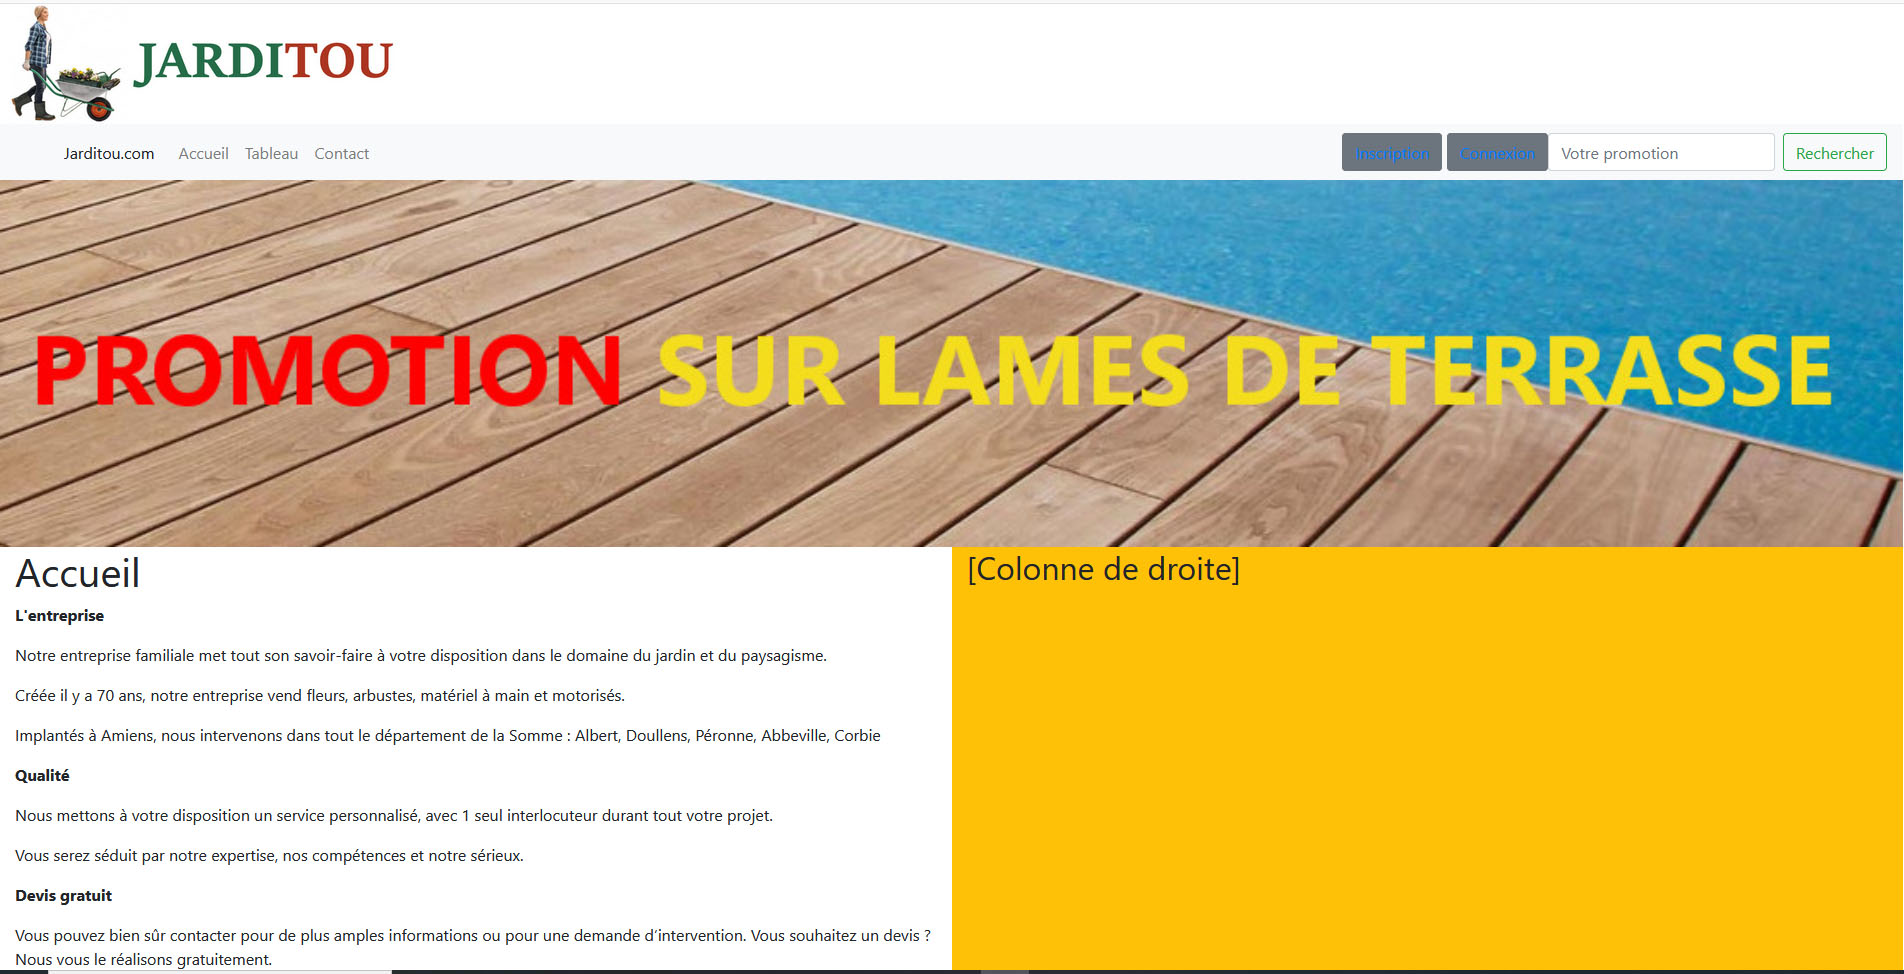 JARDITOU
Jarditou.com Accueil Tableau Contact Inscription Connexion Votre promotion Rechercher
PROMOTION SUR LAMES DE TERRASSE
Accueil
[Colonne de droite]
L'entreprise
Notre entreprise familiale met tout son savoir-faire à votre disposition dans le domaine du jardin et du paysagisme.
Créée il y a 70 ans, notre entreprise vend fleurs, arbustes, matériel à main et motorisés.
Implantés à Amiens, nous intervenons dans tout le département de la Somme : Albert, Doullens, Péronne, Abbeville, Corbie
Qualité
Nous mettons à votre disposition un service personnalisé, avec 1 seul interlocuteur durant tout votre projet.
Vous serez séduit par notre expertise, nos compétences et notre sérieux.
Devis gratuit
Vous pouvez bien sûr contacter pour de plus amples informations ou pour une demande d’intervention. Vous souhaitez un devis ?
Nous vous le réalisons gratuitement.